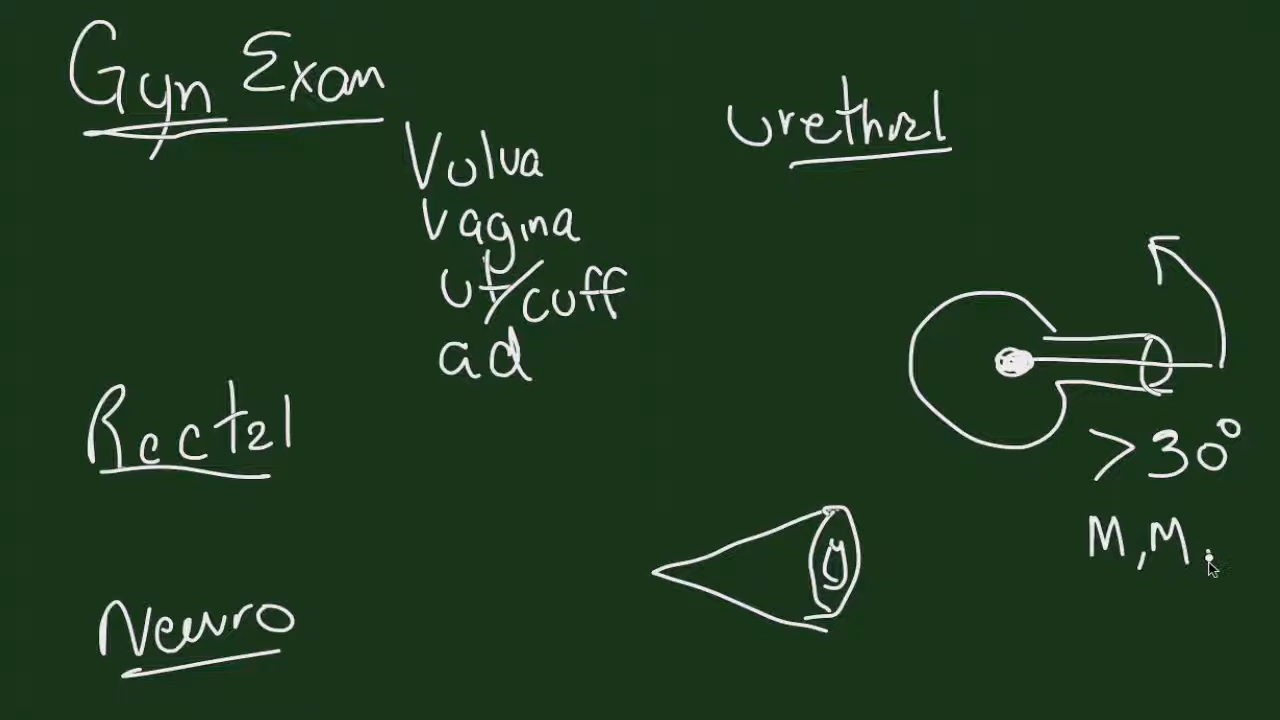 Gyn Exam
Vulva
Vagina
ut/cuff
ad
Rectal
Neuro
urethral
>30°
M, M